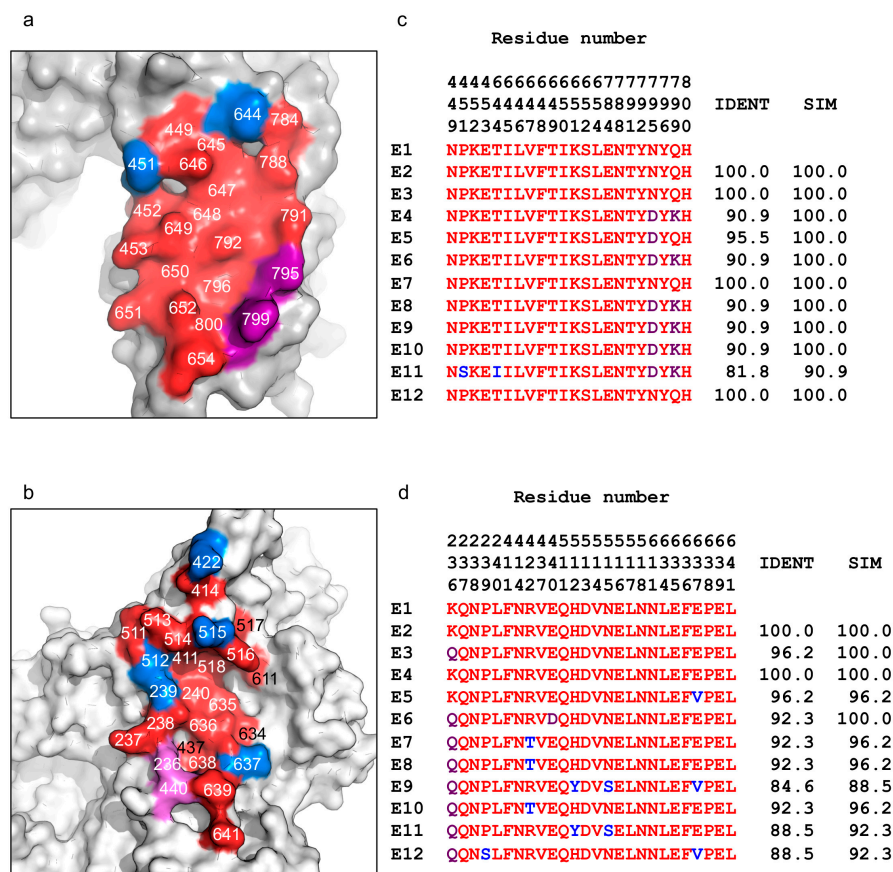 a
644
784
449
645
451
646
788
647
452
648
791
649
453
792
650
795
796
651
652
799
800
654
c
Residue number
4444666666666677777778
4555444444555588999990 IDENT SIM
9123456789012448125690
E1 NPKETILVFTIKSLENTYNYQH
E2 NPKETILVFTIKSLENTYNYQH 100.0 100.0
E3 NPKETILVFTIKSLENTYNYQH 100.0 100.0
E4 NPKETILVFTIKSLENTYDYKH 90.9 100.0
E5 NPKETILVFTIKSLENTYDYQH 95.5 100.0
E6 NPKETILVFTIKSLENTYDYKH 90.9 100.0
E7 NPKETILVFTIKSLENTYNYQH 100.0 100.0
E8 NPKETILVFTIKSLENTYDYKH 90.9 100.0
E9 NPKETILVFTIKSLENTYDYKH 90.9 100.0
E10 NPKETILVFTIKSLENTYDYKH 90.9 100.0
E11 NSKEIILVFTIKSLENTYDYKH 81.8 90.9
E12 NPKETILVFTIKSLENTYNYQH 100.0 100.0
b
422
414
513
517
511
514
515
512
411
516
518
611
239
240
635
238
636
634
237
437
236
638
637
440
639
641
d
Residue number
22222444445555555566666666
33334112341111111113333334 IDENT SIM
67890142701234567814567891
E1 KQNPLFNRVEQHDVNELNNLEFEPEL
E2 KQNPLFNRVEQHDVNELNNLEFEPEL 100.0 100.0
E3 QQNPLFNRVEQHDVNELNNLEFEPEL 96.2 100.0
E4 KQNPLFNRVEQHDVNELNNLEFEPEL 100.0 100.0
E5 KQNPLFNRVEQHDVNELNNLEFVPEL 96.2 96.2
E6 QQNPLFNRVDQHDVNELNNLEFEPEL 92.3 100.0
E7 QQNPLFNTVEQHDVNELNNLEFEPEL 92.3 96.2
E8 QQNPLFNTVEQHDVNELNNLEFEPEL 92.3 96.2
E9 QQNPLFNRVEQYDVSELNNLEFVPEL 84.6 88.5
E10 QQNPLFNTVEQHDVNELNNLEFEPEL 92.3 96.2
E11 QQNPLFNRVEQYDVSELNNLEFEPEL 88.5 92.3
E12 QQNSLFNRVEQHDVNELNNLEFVPEL 88.5 92.3